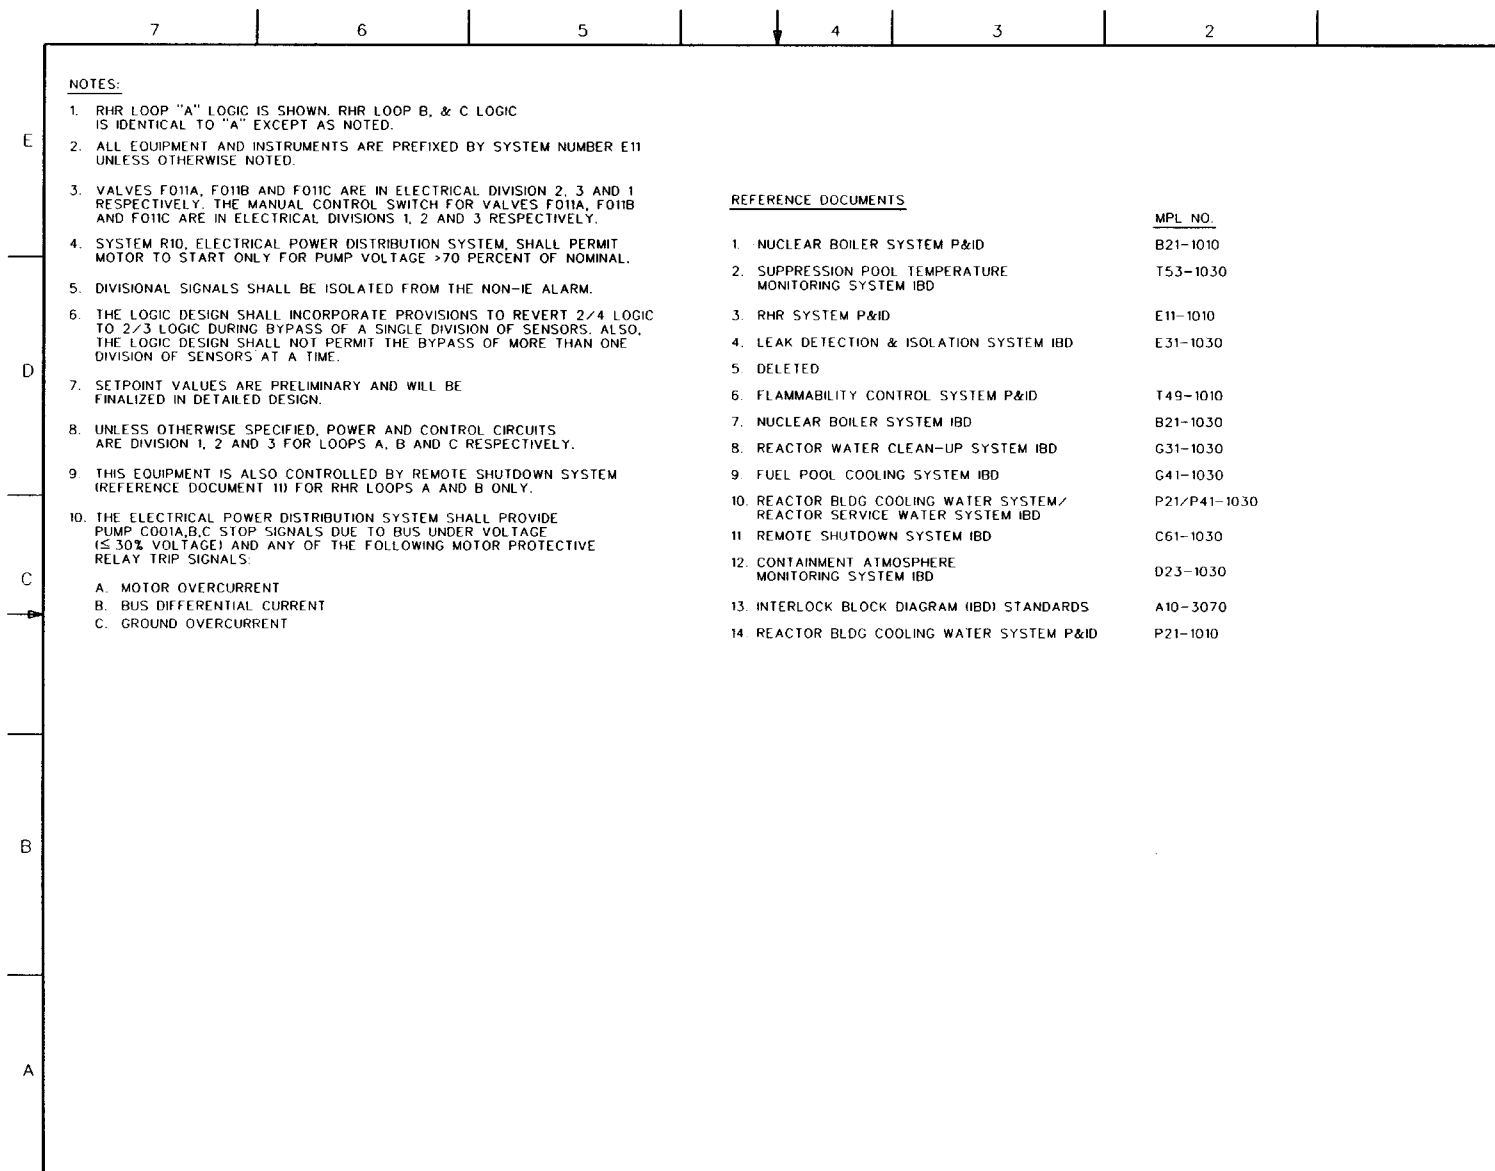 7 6 5 4 3 2
E
D
C
B
A
NOTES:
1. RHR LOOP "A" LOGIC IS SHOWN. RHR LOOP B, & C LOGIC
IS IDENTICAL TO "A" EXCEPT AS NOTED.
2. ALL EQUIPMENT AND INSTRUMENTS ARE PREFIXED BY SYSTEM NUMBER E11
UNLESS OTHERWISE NOTED.
3. VALVES F011A, F011B AND F011C ARE IN ELECTRICAL DIVISION 2, 3 AND 1
RESPECTIVELY. THE MANUAL CONTROL SWITCH FOR VALVES F011A, F011B
AND F011C ARE IN ELECTRICAL DIVISIONS 1, 2 AND 3 RESPECTIVELY.
4. SYSTEM R10, ELECTRICAL POWER DISTRIBUTION SYSTEM, SHALL PERMIT
MOTOR TO START ONLY FOR PUMP VOLTAGE >70 PERCENT OF NOMINAL.
5. DIVISIONAL SIGNALS SHALL BE ISOLATED FROM THE NON-IE ALARM.
6. THE LOGIC DESIGN SHALL INCORPORATE PROVISIONS TO REVERT 2/4 LOGIC
TO 2/3 LOGIC DURING BYPASS OF A SINGLE DIVISION OF SENSORS. ALSO,
THE LOGIC DESIGN SHALL NOT PERMIT THE BYPASS OF MORE THAN ONE
DIVISION OF SENSORS AT A TIME.
7. SETPOINT VALUES ARE PRELIMINARY AND WILL BE
FINALIZED IN DETAILED DESIGN.
8. UNLESS OTHERWISE SPECIFIED, POWER AND CONTROL CIRCUITS
ARE DIVISION 1, 2 AND 3 FOR LOOPS A, B AND C RESPECTIVELY.
9. THIS EQUIPMENT IS ALSO CONTROLLED BY REMOTE SHUTDOWN SYSTEM
(REFERENCE DOCUMENT 11) FOR RHR LOOPS A AND B ONLY.
10. THE ELECTRICAL POWER DISTRIBUTION SYSTEM SHALL PROVIDE
PUMP C001A,B,C STOP SIGNALS DUE TO BUS UNDER VOLTAGE
(≤ 30% VOLTAGE) AND ANY OF THE FOLLOWING MOTOR PROTECTIVE
RELAY TRIP SIGNALS:
A. MOTOR OVERCURRENT
B. BUS DIFFERENTIAL CURRENT
C. GROUND OVERCURRENT
REFERENCE DOCUMENTS
MPL NO.
1. NUCLEAR BOILER SYSTEM P&ID B21-1010
2. SUPPRESSION POOL TEMPERATURE T53-1030
MONITORING SYSTEM IBD
3. RHR SYSTEM P&ID E11-1010
4. LEAK DETECTION & ISOLATION SYSTEM IBD E31-1030
5 DELETED
6. FLAMMABILITY CONTROL SYSTEM P&ID T49-1010
7. NUCLEAR BOILER SYSTEM IBD B21-1030
8. REACTOR WATER CLEAN-UP SYSTEM IBD G31-1030
9 FUEL POOL COOLING SYSTEM IBD G41-1030
10. REACTOR BLDG COOLING WATER SYSTEM/ P21/P41-1030
REACTOR SERVICE WATER SYSTEM IBD
11 REMOTE SHUTDOWN SYSTEM IBD C61-1030
12. CONTAINMENT ATMOSPHERE
MONITORING SYSTEM IBD D23-1030
13. INTERLOCK BLOCK DIAGRAM (IBD) STANDARDS A10-3070
14. REACTOR BLDG COOLING WATER SYSTEM P&ID P21-1010